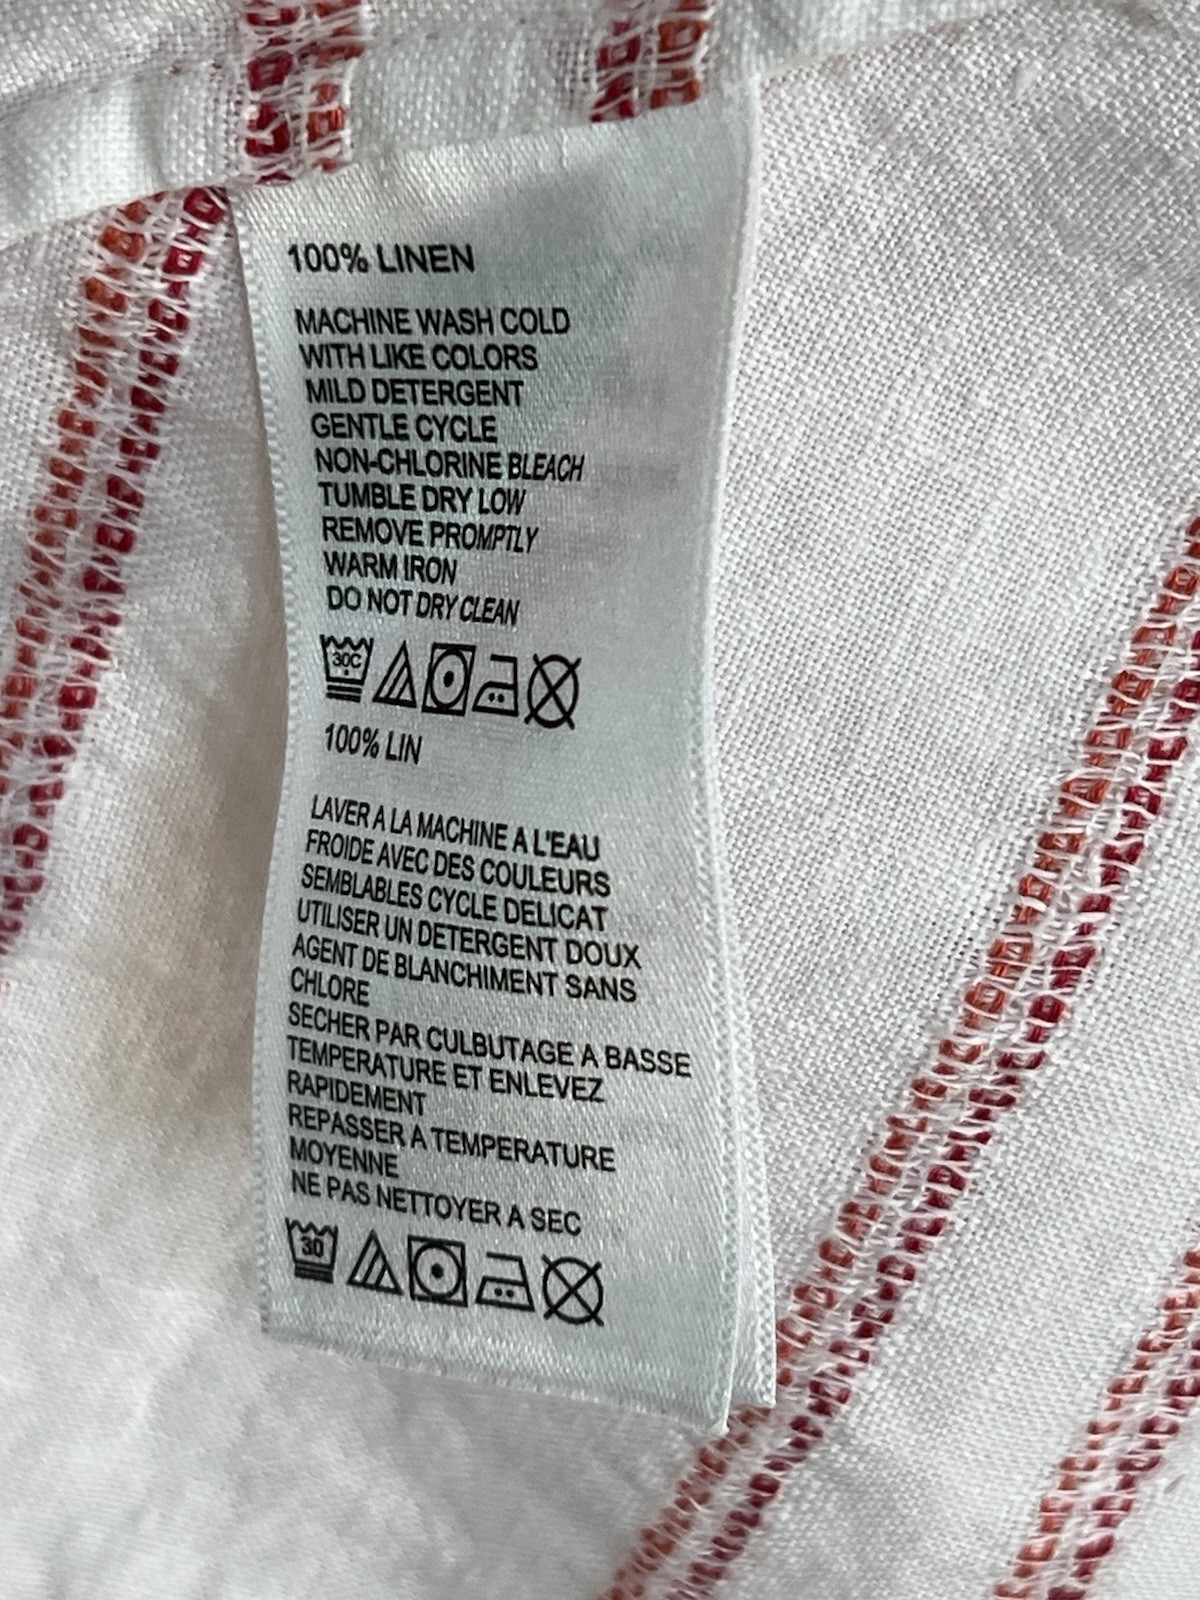 100% LINEN
MACHINE WASH COLD
WITH LIKE COLORS
MILD DETERGENT
GENTLE CYCLE
NON-CHLORINE BLEACH
TUMBLE DRY LOW
REMOVE PROMPTLY
WARM IRON
DO NOT DRY CLEAN
30C
100% LIN
LAVER A LA MACHINE A L'EAU
FROIDE AVEC DES COULEURS
SEMBLABLES CYCLE DELICAT
UTILISER UN DETERGENT DOUX
AGENT DE BLANCHIMENT SANS
CHLORE
SECHER PAR CULBUTAGE A BASSE
TEMPERATURE ET ENLEVEZ
RAPIDEMENT
REPASSER A TEMPERATURE
MOYENNE
NE PAS NETTOYER A SEC
30